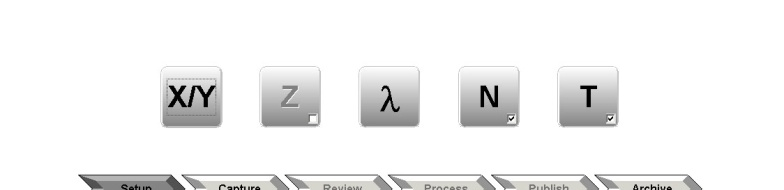 X/Y Z λ N T
Setup Capture Review Process Publish Archive